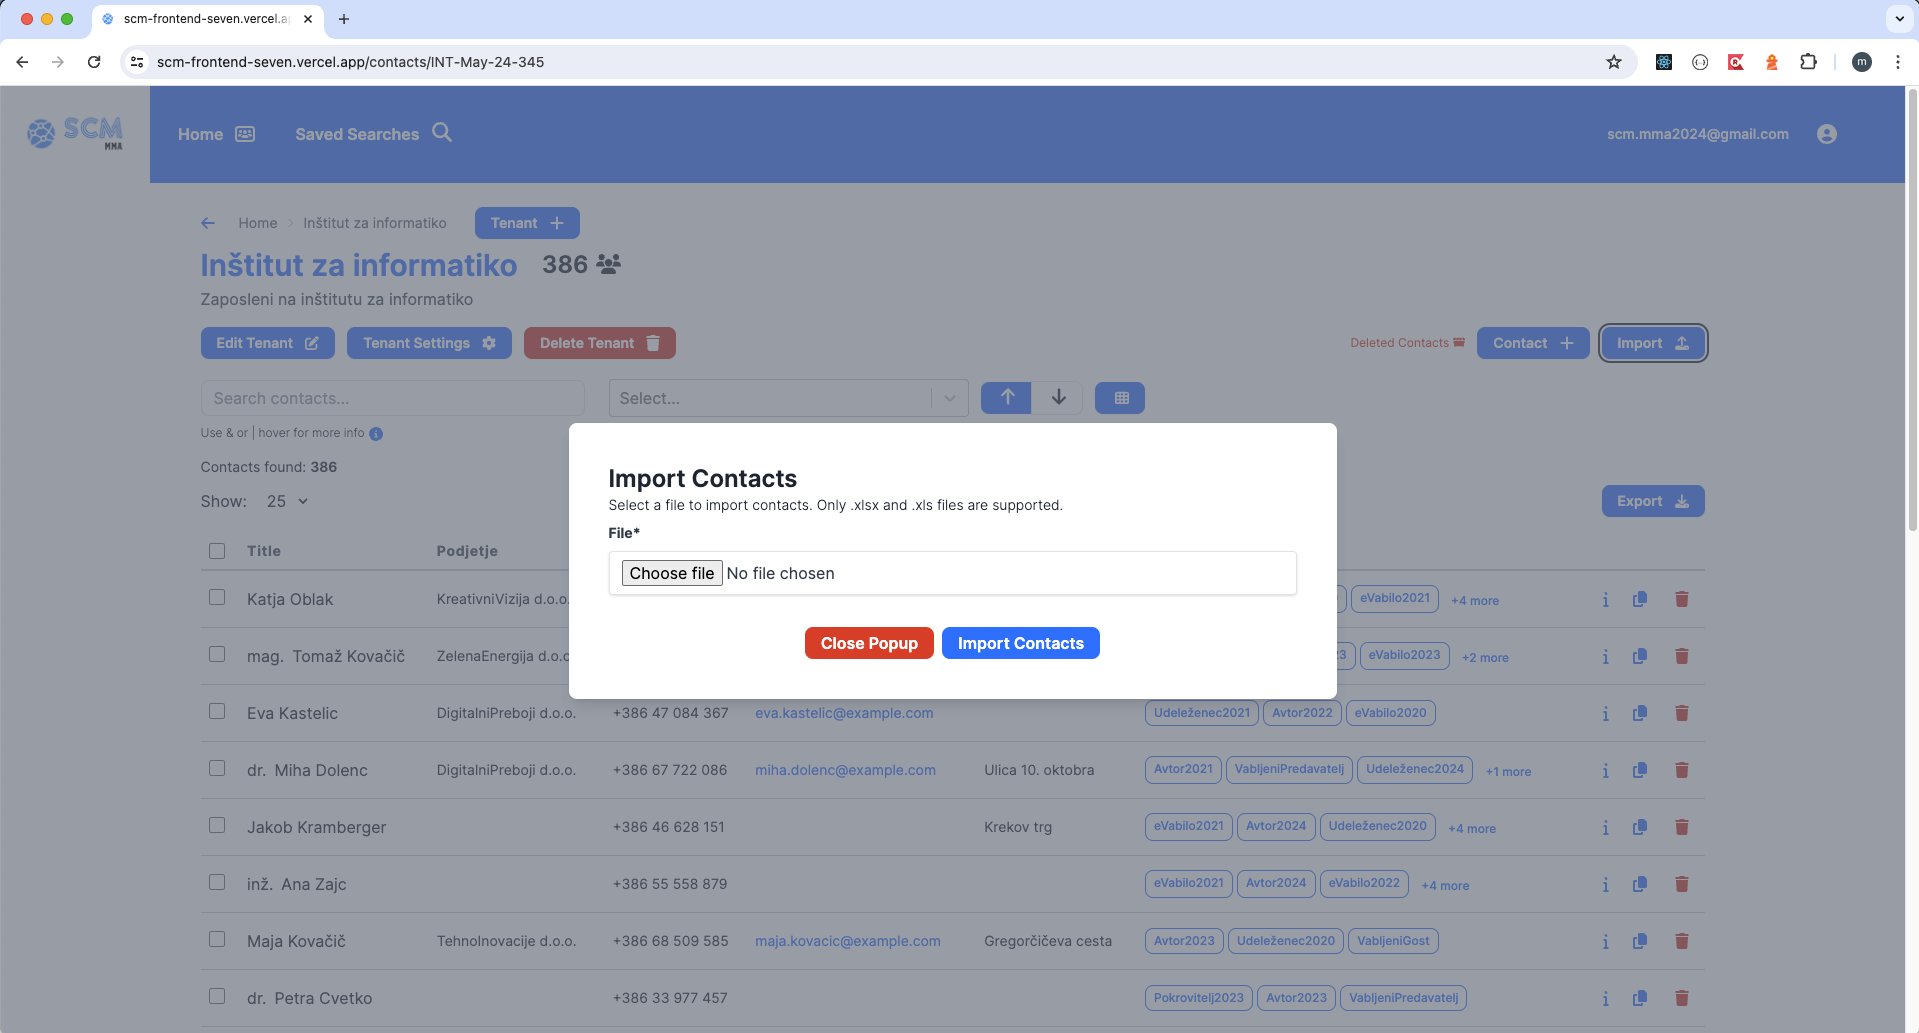 scm-frontend-seven.vercel.a
scm-frontend-seven.vercel.app/contacts/INT-May-24-345
m
SCM
MMA
Home
Saved Searches
scm.mma2024@gmail.com
Home > Inštitut za informatiko
Tenant +
Inštitut za informatiko 386
Zaposleni na inštitutu za informatiko
Edit Tenant
Tenant Settings
Delete Tenant
Deleted Contacts
Contact +
Import
Search contacts...
Select...
Use & or | hover for more info
Contacts found: 386
Show: 25
Export
Import Contacts
Select a file to import contacts. Only .xlsx and .xls files are supported.
File*
Choose file No file chosen
Close Popup
Import Contacts
Title Podjetje
Katja Oblak KreativniVizija d.o.o. eVabilo2021 +4 more
mag. Tomaž Kovačič ZelenaEnergija d.o.o 3 eVabilo2023 +2 more
Eva Kastelic DigitalniPreboji d.o.o. +386 47 084 367 eva.kastelic@example.com Udeleženec2021 Avtor2022 eVabilo2020
dr. Miha Dolenc DigitalniPreboji d.o.o. +386 67 722 086 miha.dolenc@example.com Ulica 10. oktobra Avtor2021 VabljeniPredavatelj Udeleženec2024 +1 more
Jakob Kramberger +386 46 628 151 Krekov trg eVabilo2021 Avtor2024 Udeleženec2020 +4 more
inž. Ana Zajc +386 55 558 879 eVabilo2021 Avtor2024 eVabilo2022 +4 more
Maja Kovačič TehnoInovacije d.o.o. +386 68 509 585 maja.kovacic@example.com Gregorčičeva cesta Avtor2023 Udeleženec2020 VabljeniGost
dr. Petra Cvetko +386 33 977 457 Pokrovitelj2023 Avtor2023 VabljeniPredavatelj